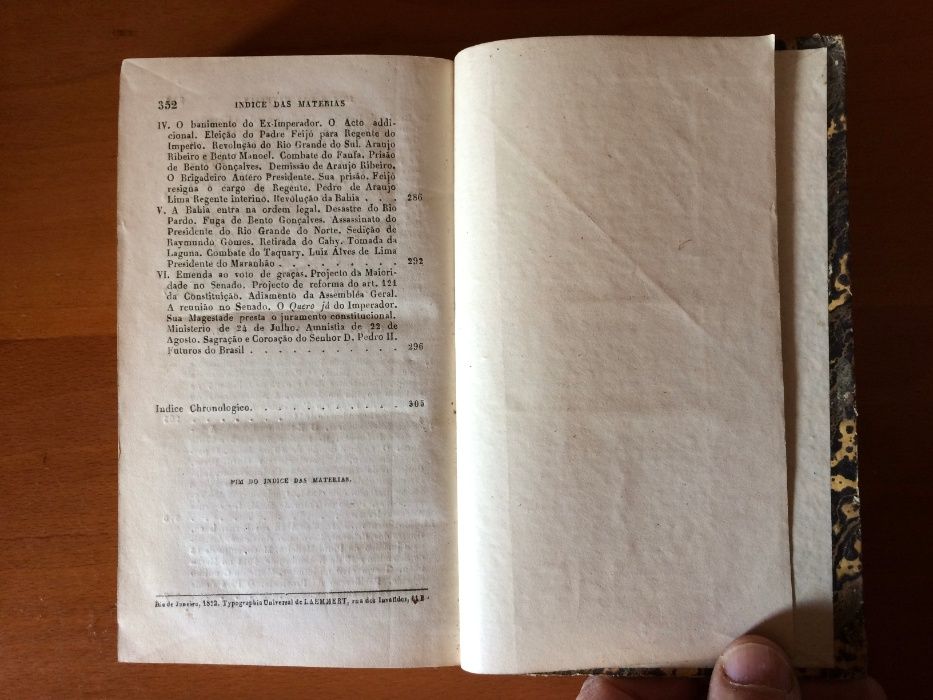 352 INDICE DAS MATERIAS
IV. O banimento do Ex-Imperador. O Acto addi-
cional. Eleição do Padre Feijó para Regente do
Imperio. Revolução do Rio Grande do Sul. Araujo
Ribeiro e Bento Manoel. Combate do Fanfa. Prisão
de Bento Gonçalves. Demissão de Araujo Ribeiro.
O Brigadeiro Antero Presidente. Sua prisão. Feijó
resigna o cargo de Regente. Pedro de Araujo
Lima Regente interino. Revolução da Bahia . . . 286
V. A Bahia entra na ordem legal. Desastre do Rio
Pardo. Fuga de Bento Gonçalves. Assassinato do
Presidente do Rio Grande do Norte. Sedição de
Raymundo Gomes. Retirada do Cahy. Tomada da
Laguna. Combate do Taquary. Luiz Alves de Lima
Presidente do Maranhão . . . . . . . . . 292
VI. Emenda ao voto de graças. Projecto da Maiori-
dade no Senado. Projecto de reforma do art. 121
da Constituição. Adiamento da Assembléa Geral.
A reunião no Senado. O Quero já do Imperador.
Sua Magestade presta o juramento constitucional.
Ministerio de 24 de Julho. Amnistia de 22 de
Agosto. Sagração e Coroação do Senhor D. Pedro II.
Futuros do Brasil . . . . . . . . . . . 296
Indice Chronologico. . . . . . . . . . . 305
FIM DO INDICE DAS MATERIAS.
Rio de Janeiro, Typographia Universal de LAEMMERT, rua dos Invalidos,